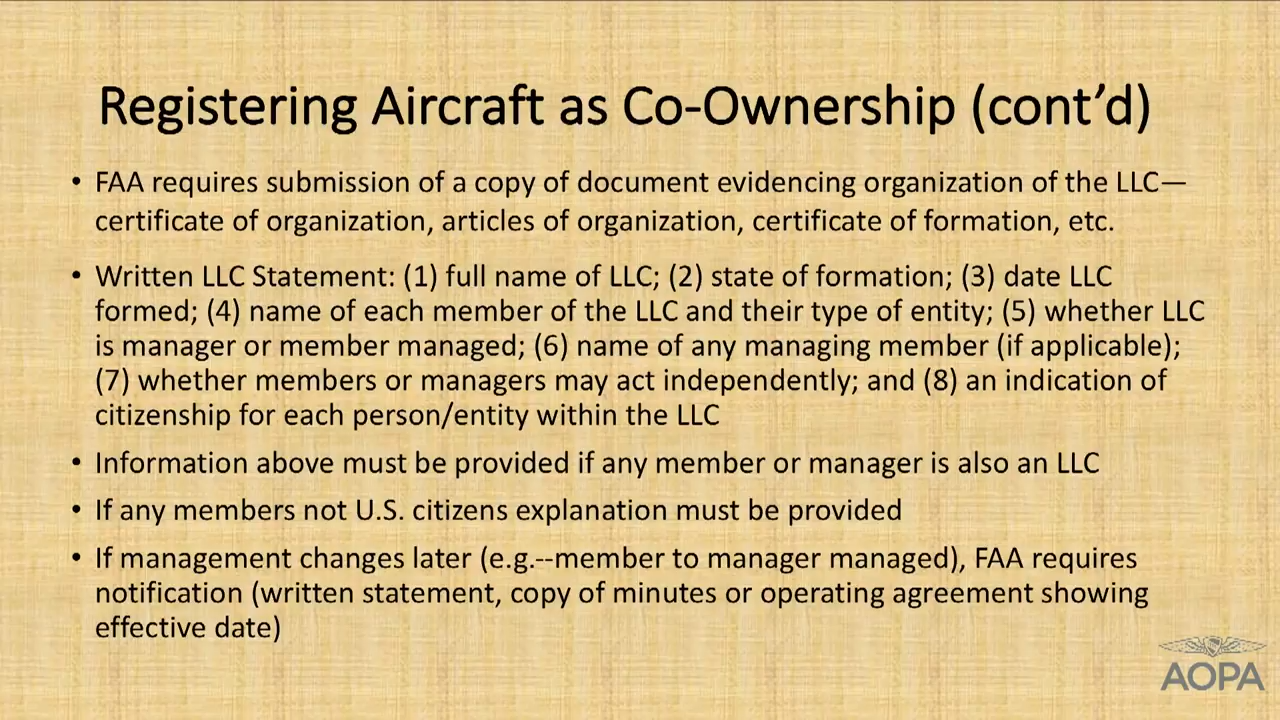 Registering Aircraft as Co-Ownership (cont’d)
• FAA requires submission of a copy of document evidencing organization of the LLC—
certificate of organization, articles of organization, certificate of formation, etc.
• Written LLC Statement: (1) full name of LLC; (2) state of formation; (3) date LLC
formed; (4) name of each member of the LLC and their type of entity; (5) whether LLC
is manager or member managed; (6) name of any managing member (if applicable);
(7) whether members or managers may act independently; and (8) an indication of
citizenship for each person/entity within the LLC
• Information above must be provided if any member or manager is also an LLC
• If any members not U.S. citizens explanation must be provided
• If management changes later (e.g.--member to manager managed), FAA requires
notification (written statement, copy of minutes or operating agreement showing
effective date)
AOPA